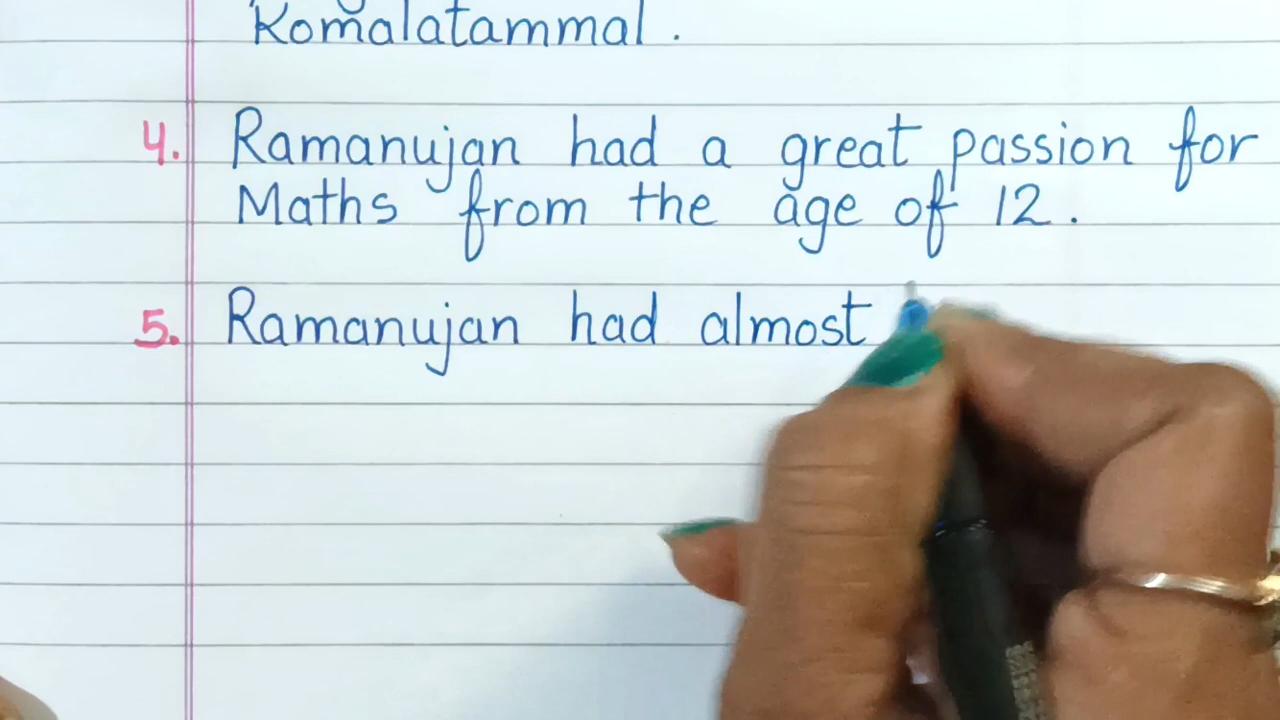 Komalatammal.
4. Ramanujan had a great passion for
Maths from the age of 12.
5. Ramanujan had almost